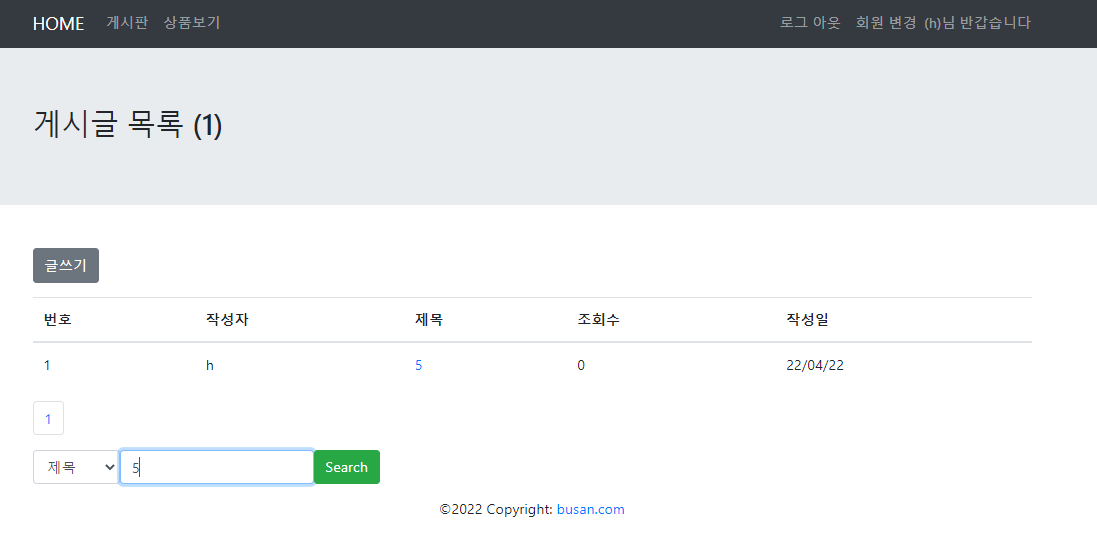 HOME 게시판 상품보기 로그 아웃 회원 변경 (h)님 반갑습니다
게시글 목록 (1)
글쓰기
번호 작성자 제목 조회수 작성일
1 h 5 0 22/04/22
1
제목 5 Search
©2022 Copyright: busan.com